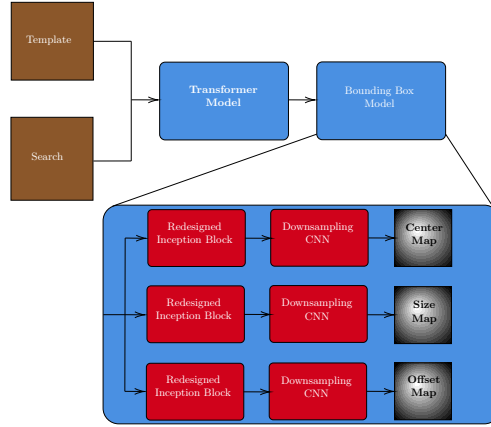 Template
Search
Transformer
Model
Bounding Box
Model
Redesigned
Inception Block
Downsampling
CNN
Center
Map
Redesigned
Inception Block
Downsampling
CNN
Size
Map
Redesigned
Inception Block
Downsampling
CNN
Offset
Map